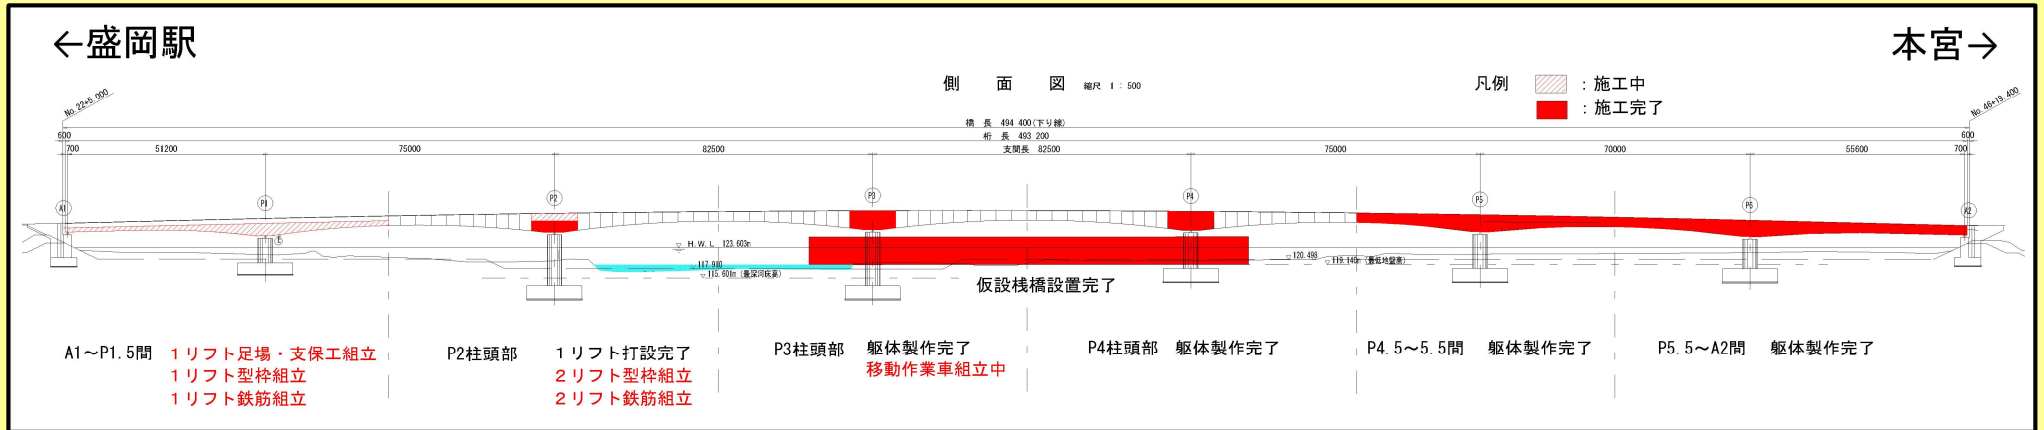 ←盛岡駅
本宮→
側 面 図 縮尺 1 : 500
凡例
: 施工中
: 施工完了
No.22+5.000
No.46+19.400
橋 長 494 400(下り線)
600 桁 長 493 200 600
700 51200 75000 82500 支間長 82500 75000 70000 55600 700
A1 P1 P2 P3 P4 P5 P6 A2
E
H.W.L 123.603m
117.910
115.601m (最深河床高)
120.498
119.140m (最低地盤高)
仮設桟橋設置完了
A1～P1.5間 1リフト足場・支保工組立
1リフト型枠組立
1リフト鉄筋組立
P2柱頭部 1リフト打設完了
2リフト型枠組立
2リフト鉄筋組立
P3柱頭部 躯体製作完了
移動作業車組立中
P4柱頭部 躯体製作完了
P4.5～5.5間 躯体製作完了
P5.5～A2間 躯体製作完了